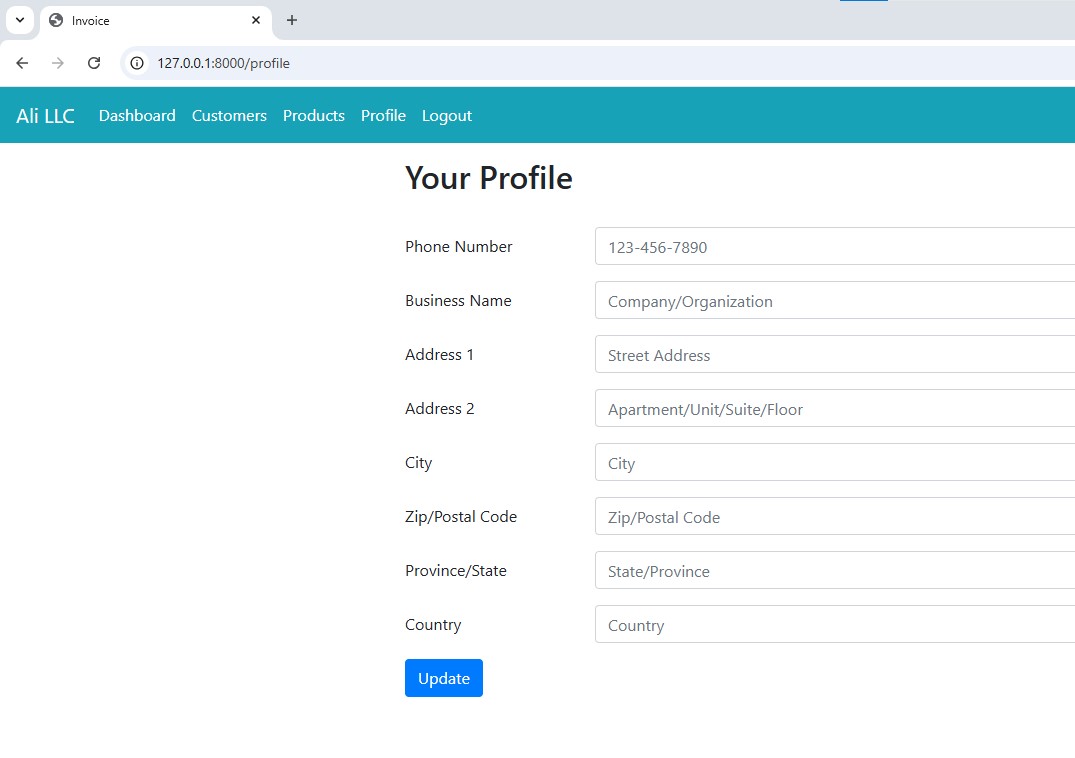 Invoice
127.0.0.1:8000/profile
Ali LLC Dashboard Customers Products Profile Logout
Your Profile
Phone Number 123-456-7890
Business Name Company/Organization
Address 1 Street Address
Address 2 Apartment/Unit/Suite/Floor
City City
Zip/Postal Code Zip/Postal Code
Province/State State/Province
Country Country
Update